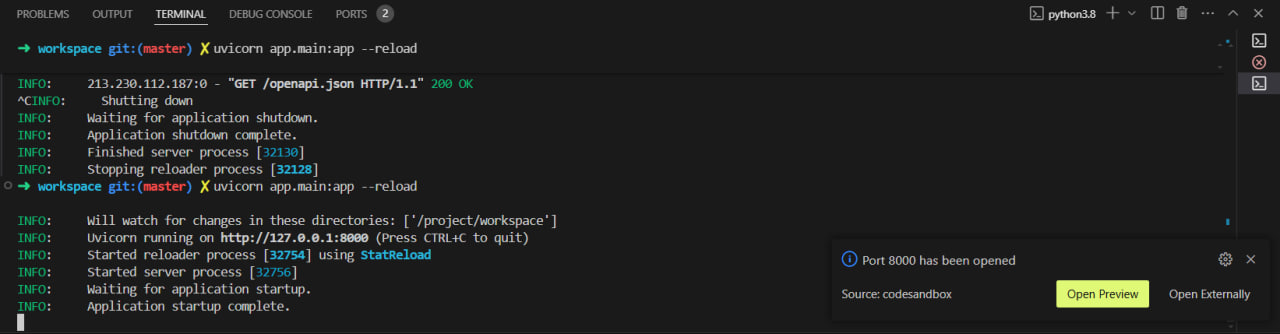 PROBLEMS OUTPUT TERMINAL DEBUG CONSOLE PORTS 2 python3.8
➜ workspace git:(master) ✗ uvicorn app.main:app --reload
INFO: 213.230.112.187:0 - "GET /openapi.json HTTP/1.1" 200 OK
^CINFO: Shutting down
INFO: Waiting for application shutdown.
INFO: Application shutdown complete.
INFO: Finished server process [32130]
INFO: Stopping reloader process [32128]
➜ workspace git:(master) ✗ uvicorn app.main:app --reload
INFO: Will watch for changes in these directories: ['/project/workspace']
INFO: Uvicorn running on http://127.0.0.1:8000 (Press CTRL+C to quit)
INFO: Started reloader process [32754] using StatReload
INFO: Started server process [32756]
INFO: Waiting for application startup.
INFO: Application startup complete.
Port 8000 has been opened
Source: codesandbox Open Preview Open Externally